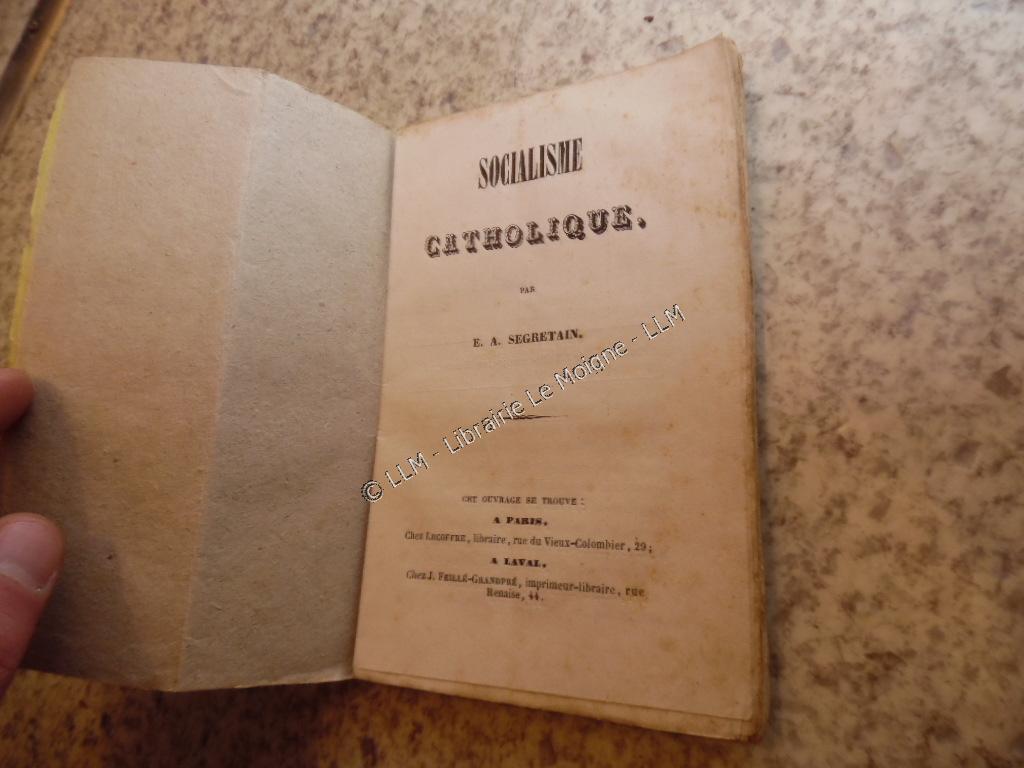 SOCIALISME
CATHOLIQUE.
PAR
E. A. SEGRETAIN.
© LLM - Librairie Le Moigne - LLM
CET OUVRAGE SE TROUVE :
A PARIS,
Chez LECOFFRE, libraire, rue du Vieux-Colombier, 29;
A LAVAL,
Chez J. FEILLÉ-GRANDPRÉ, imprimeur-libraire, rue
Renaise, 44.